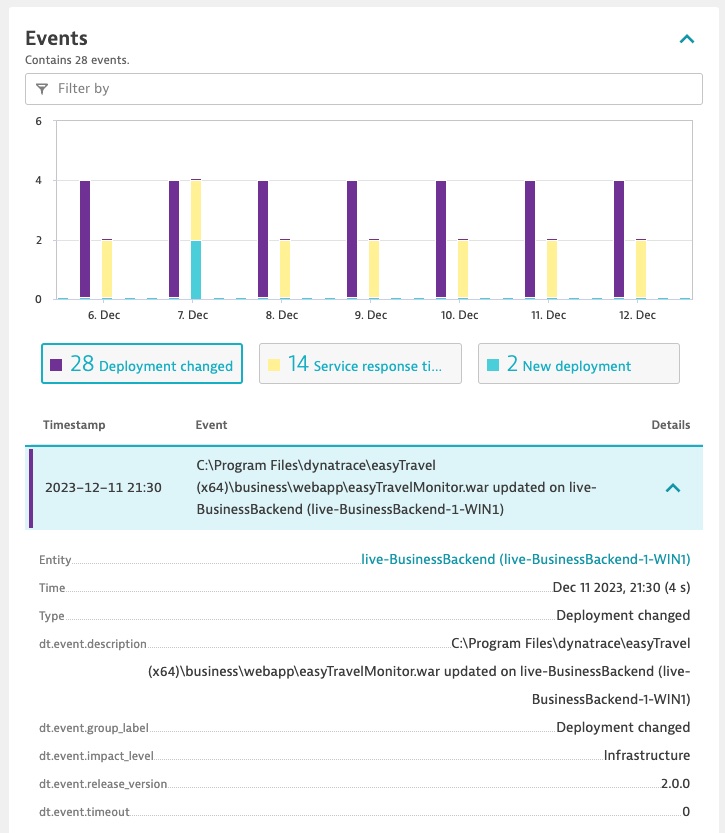 Events
Contains 28 events.
Filter by
6
4
2
0
6. Dec 7. Dec 8. Dec 9. Dec 10. Dec 11. Dec 12. Dec
28 Deployment changed 14 Service response ti... 2 New deployment
Timestamp Event Details
C:\Program Files\dynatrace\easyTravel
2023–12–11 21:30 (x64)\business\webapp\easyTravelMonitor.war updated on live-
BusinessBackend (live-BusinessBackend-1-WIN1)
Entity live-BusinessBackend (live-BusinessBackend-1-WIN1)
Time Dec 11 2023, 21:30 (4 s)
Type Deployment changed
dt.event.description C:\Program Files\dynatrace\easyTravel
(x64)\business\webapp\easyTravelMonitor.war updated on live-BusinessBackend (live-
BusinessBackend-1-WIN1)
dt.event.group_label Deployment changed
dt.event.impact_level Infrastructure
dt.event.release_version 2.0.0
dt.event.timeout 0